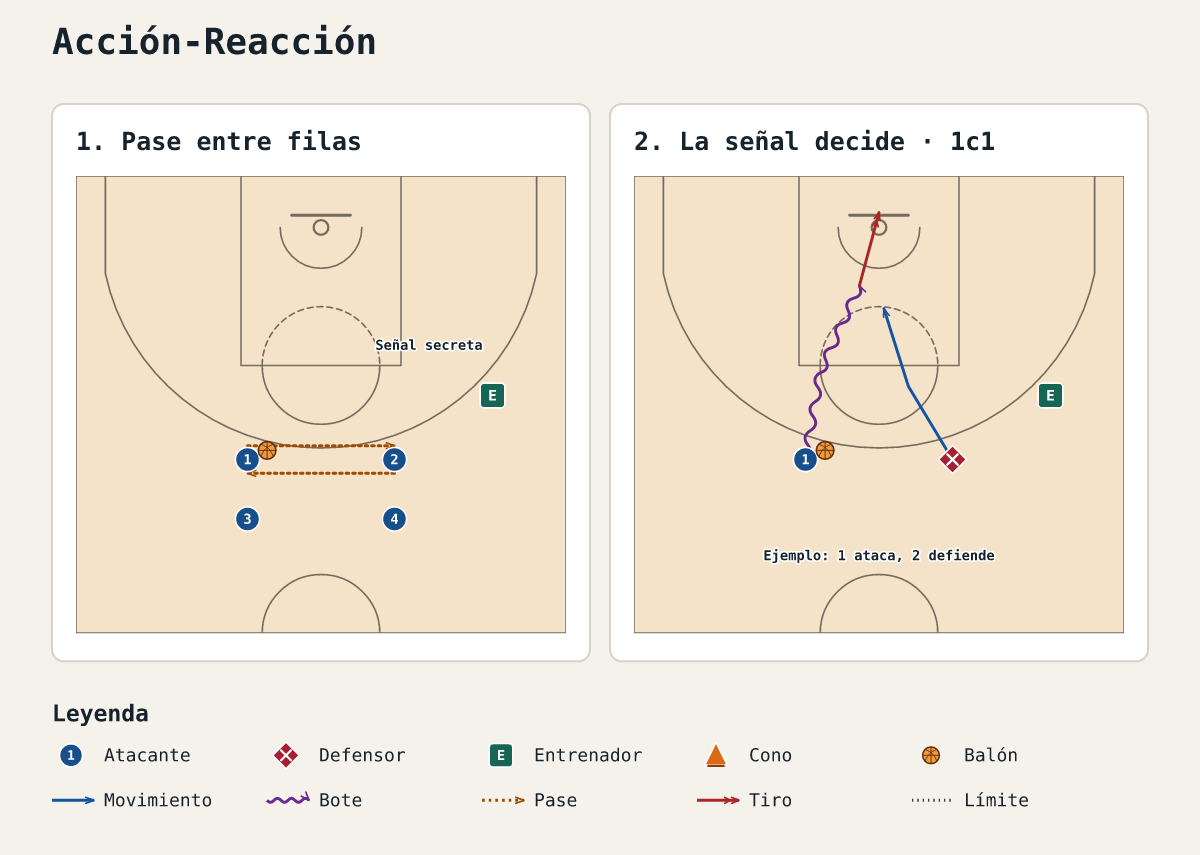 Acción-Reacción
1. Pase entre filas
Señal secreta
E
1
2
3
4
2. La señal decide · 1c1
E
1
Ejemplo: 1 ataca, 2 defiende
Leyenda
1 Atacante
Defensor
E Entrenador
Cono
Balón
Movimiento
Bote
Pase
Tiro
Límite